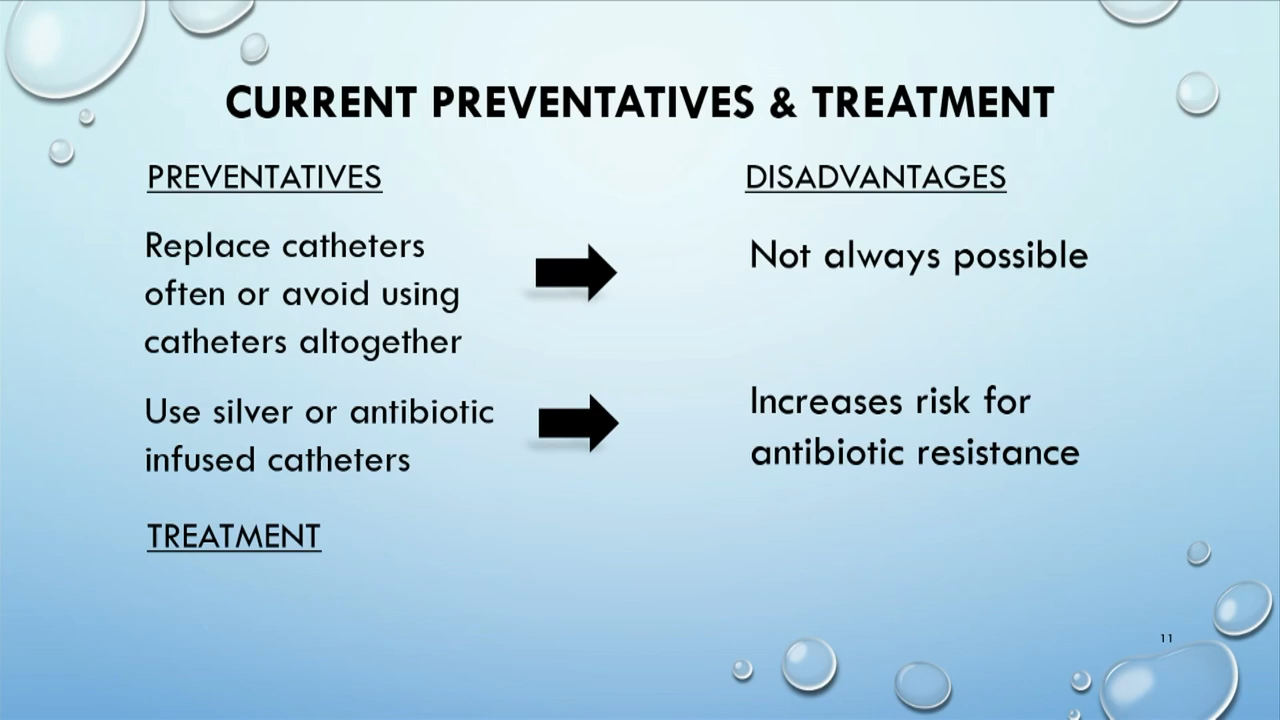 CURRENT PREVENTATIVES & TREATMENT
PREVENTATIVES
DISADVANTAGES
Replace catheters
often or avoid using
catheters altogether
Not always possible
Use silver or antibiotic
infused catheters
Increases risk for
antibiotic resistance
TREATMENT
11